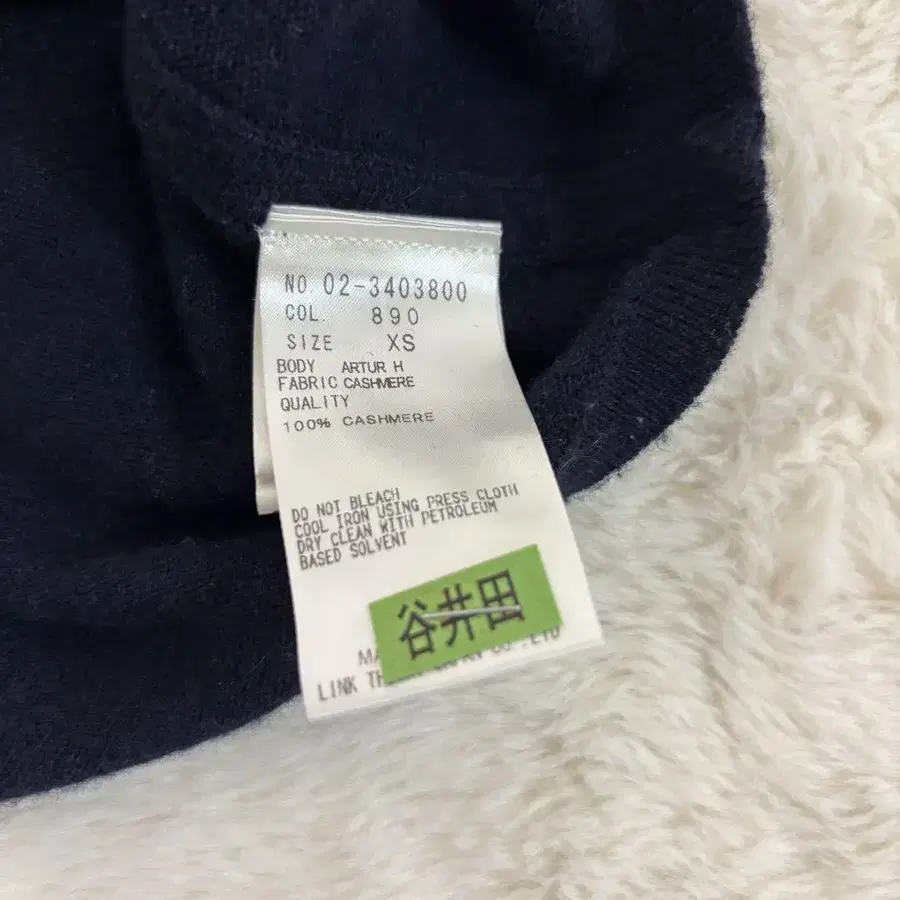 NO. 02-3403800
COL. 890
SIZE XS
BODY ARTUR H
FABRIC CASHMERE
QUALITY
100% CASHMERE
DO NOT BLEACH
COOL IRON USING PRESS CLOTH
DRY CLEAN WITH PETROLEUM
BASED SOLVENT
谷井田
LINK CO.,LTD